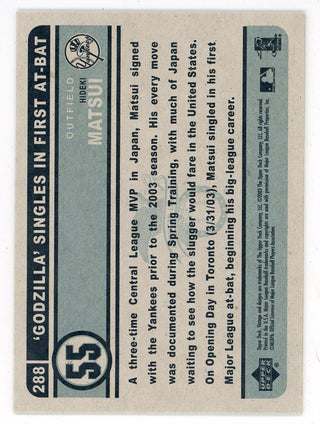 288 'GODZILLA' SINGLES IN FIRST AT-BAT
55
OUTFIELD
HIDEKI
MATSUI
A three-time Central League MVP in Japan, Matsui signed
with the Yankees prior to the 2003 season. His every move
was documented during Spring Training, with much of Japan
waiting to see how the slugger would fare in the United States.
On Opening Day in Toronto (3/31/03), Matsui singled in his first
Major League at-bat, beginning his big-league career.
UPPER
DECK